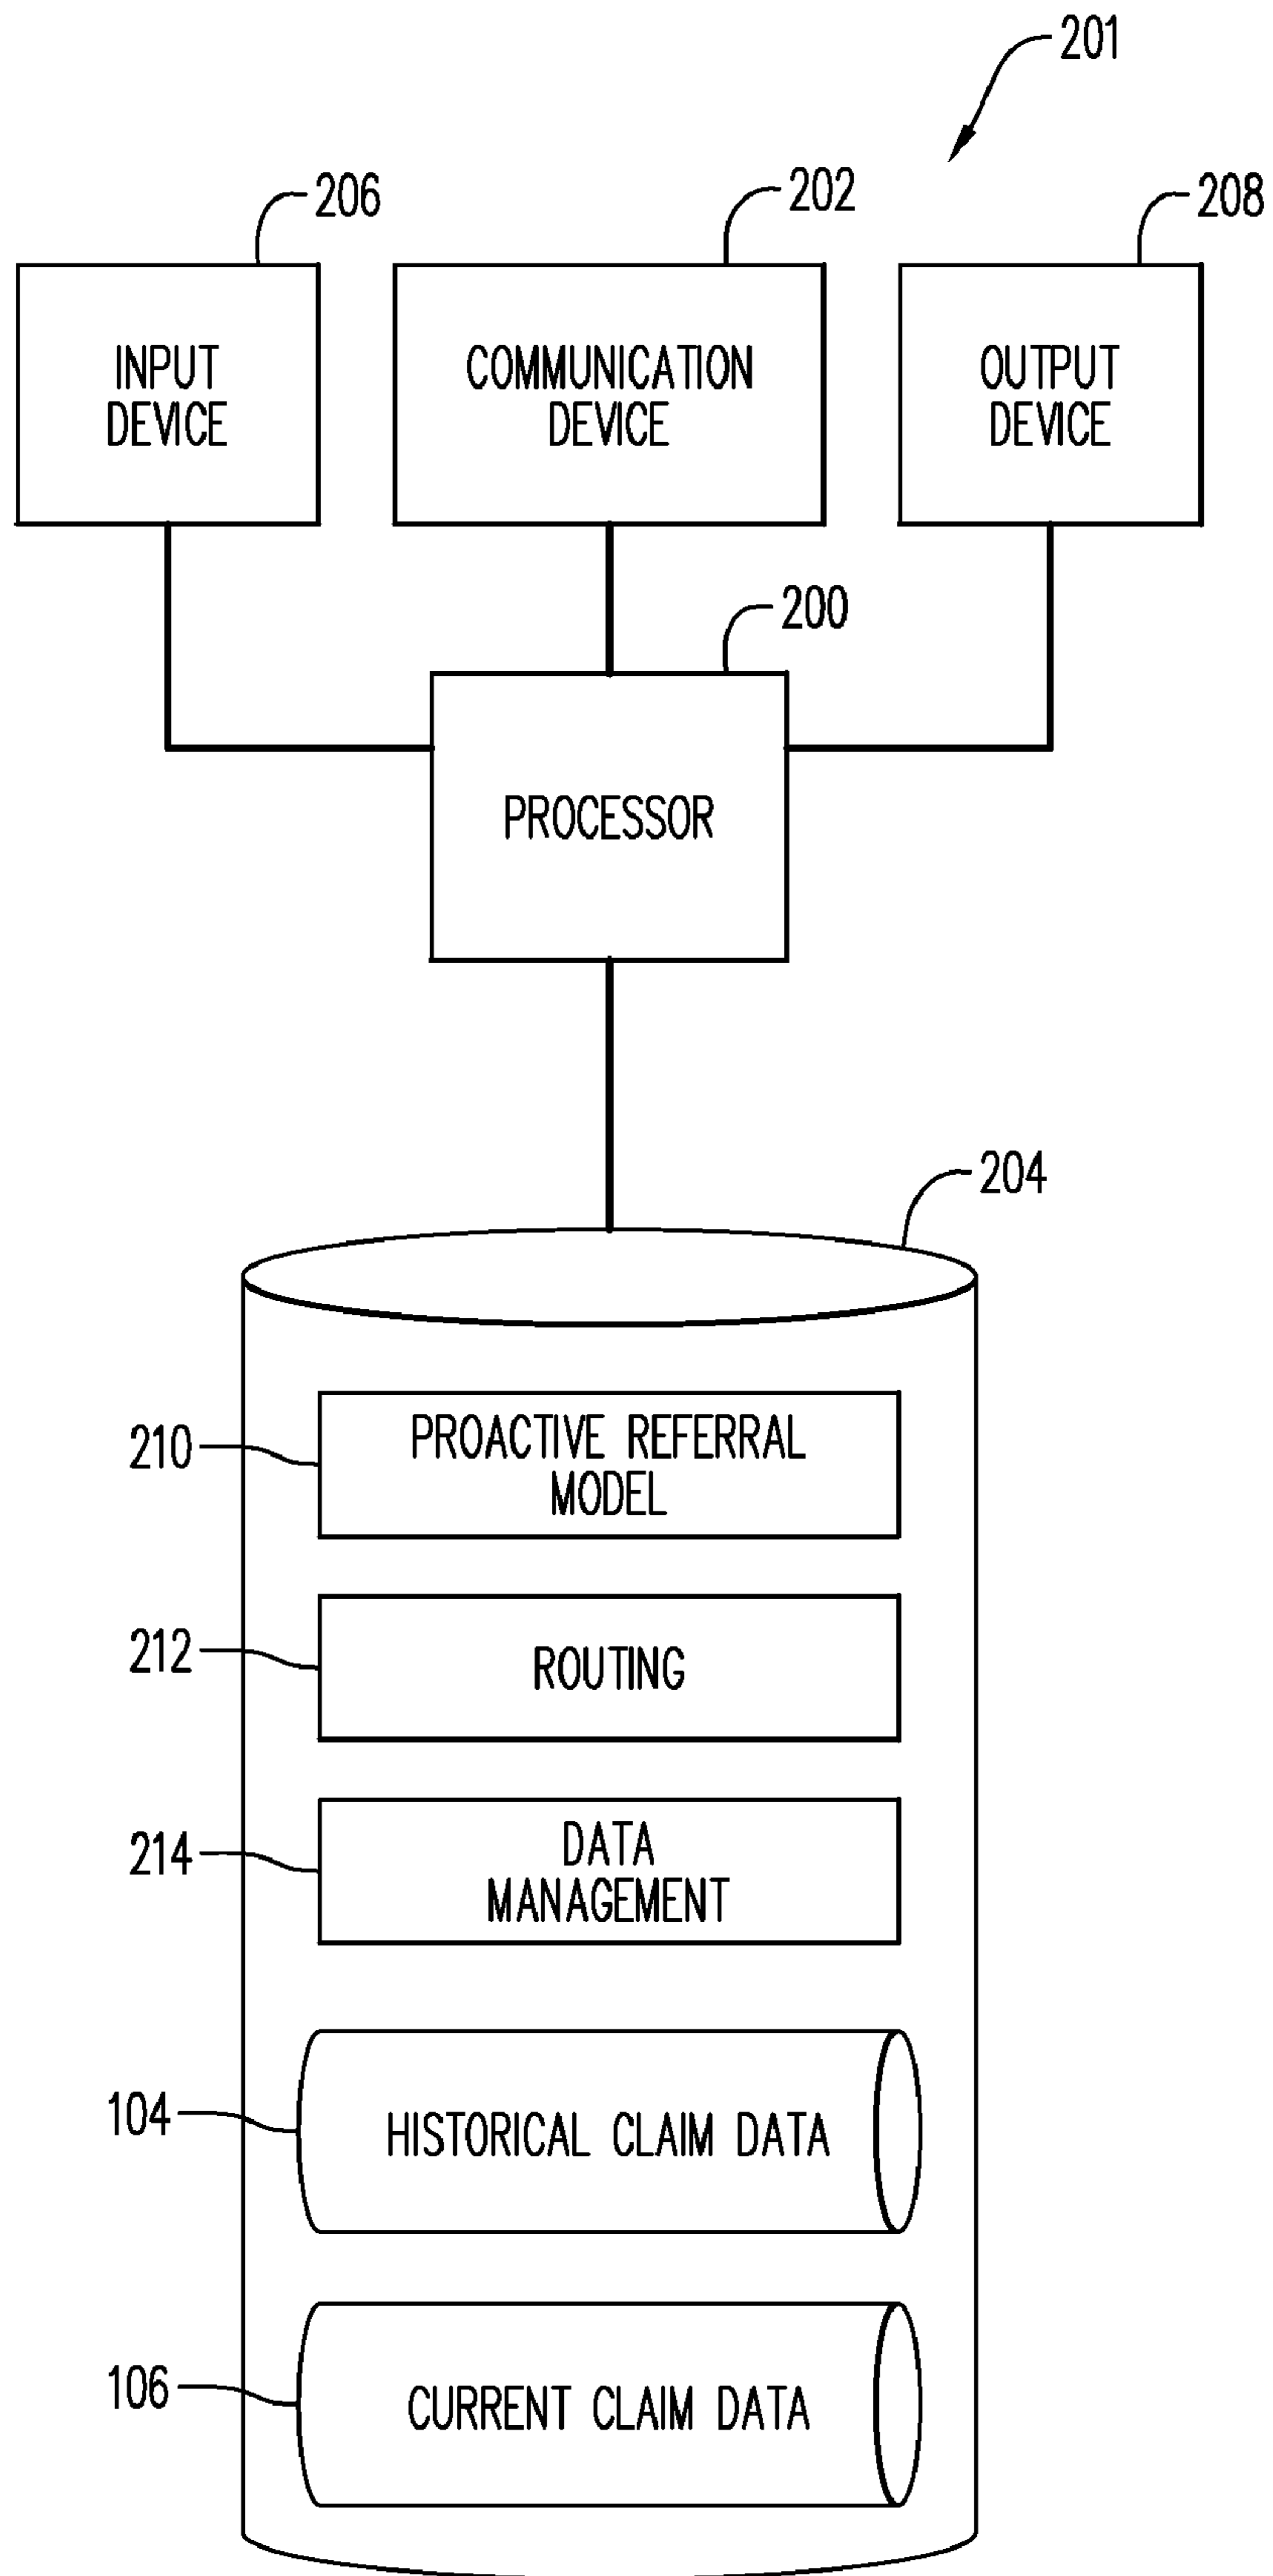 201
206
202
208
INPUT
DEVICE
COMMUNICATION
DEVICE
OUTPUT
DEVICE
200
PROCESSOR
204
210
PROACTIVE REFERRAL
MODEL
212
ROUTING
214
DATA
MANAGEMENT
104
HISTORICAL CLAIM DATA
106
CURRENT CLAIM DATA